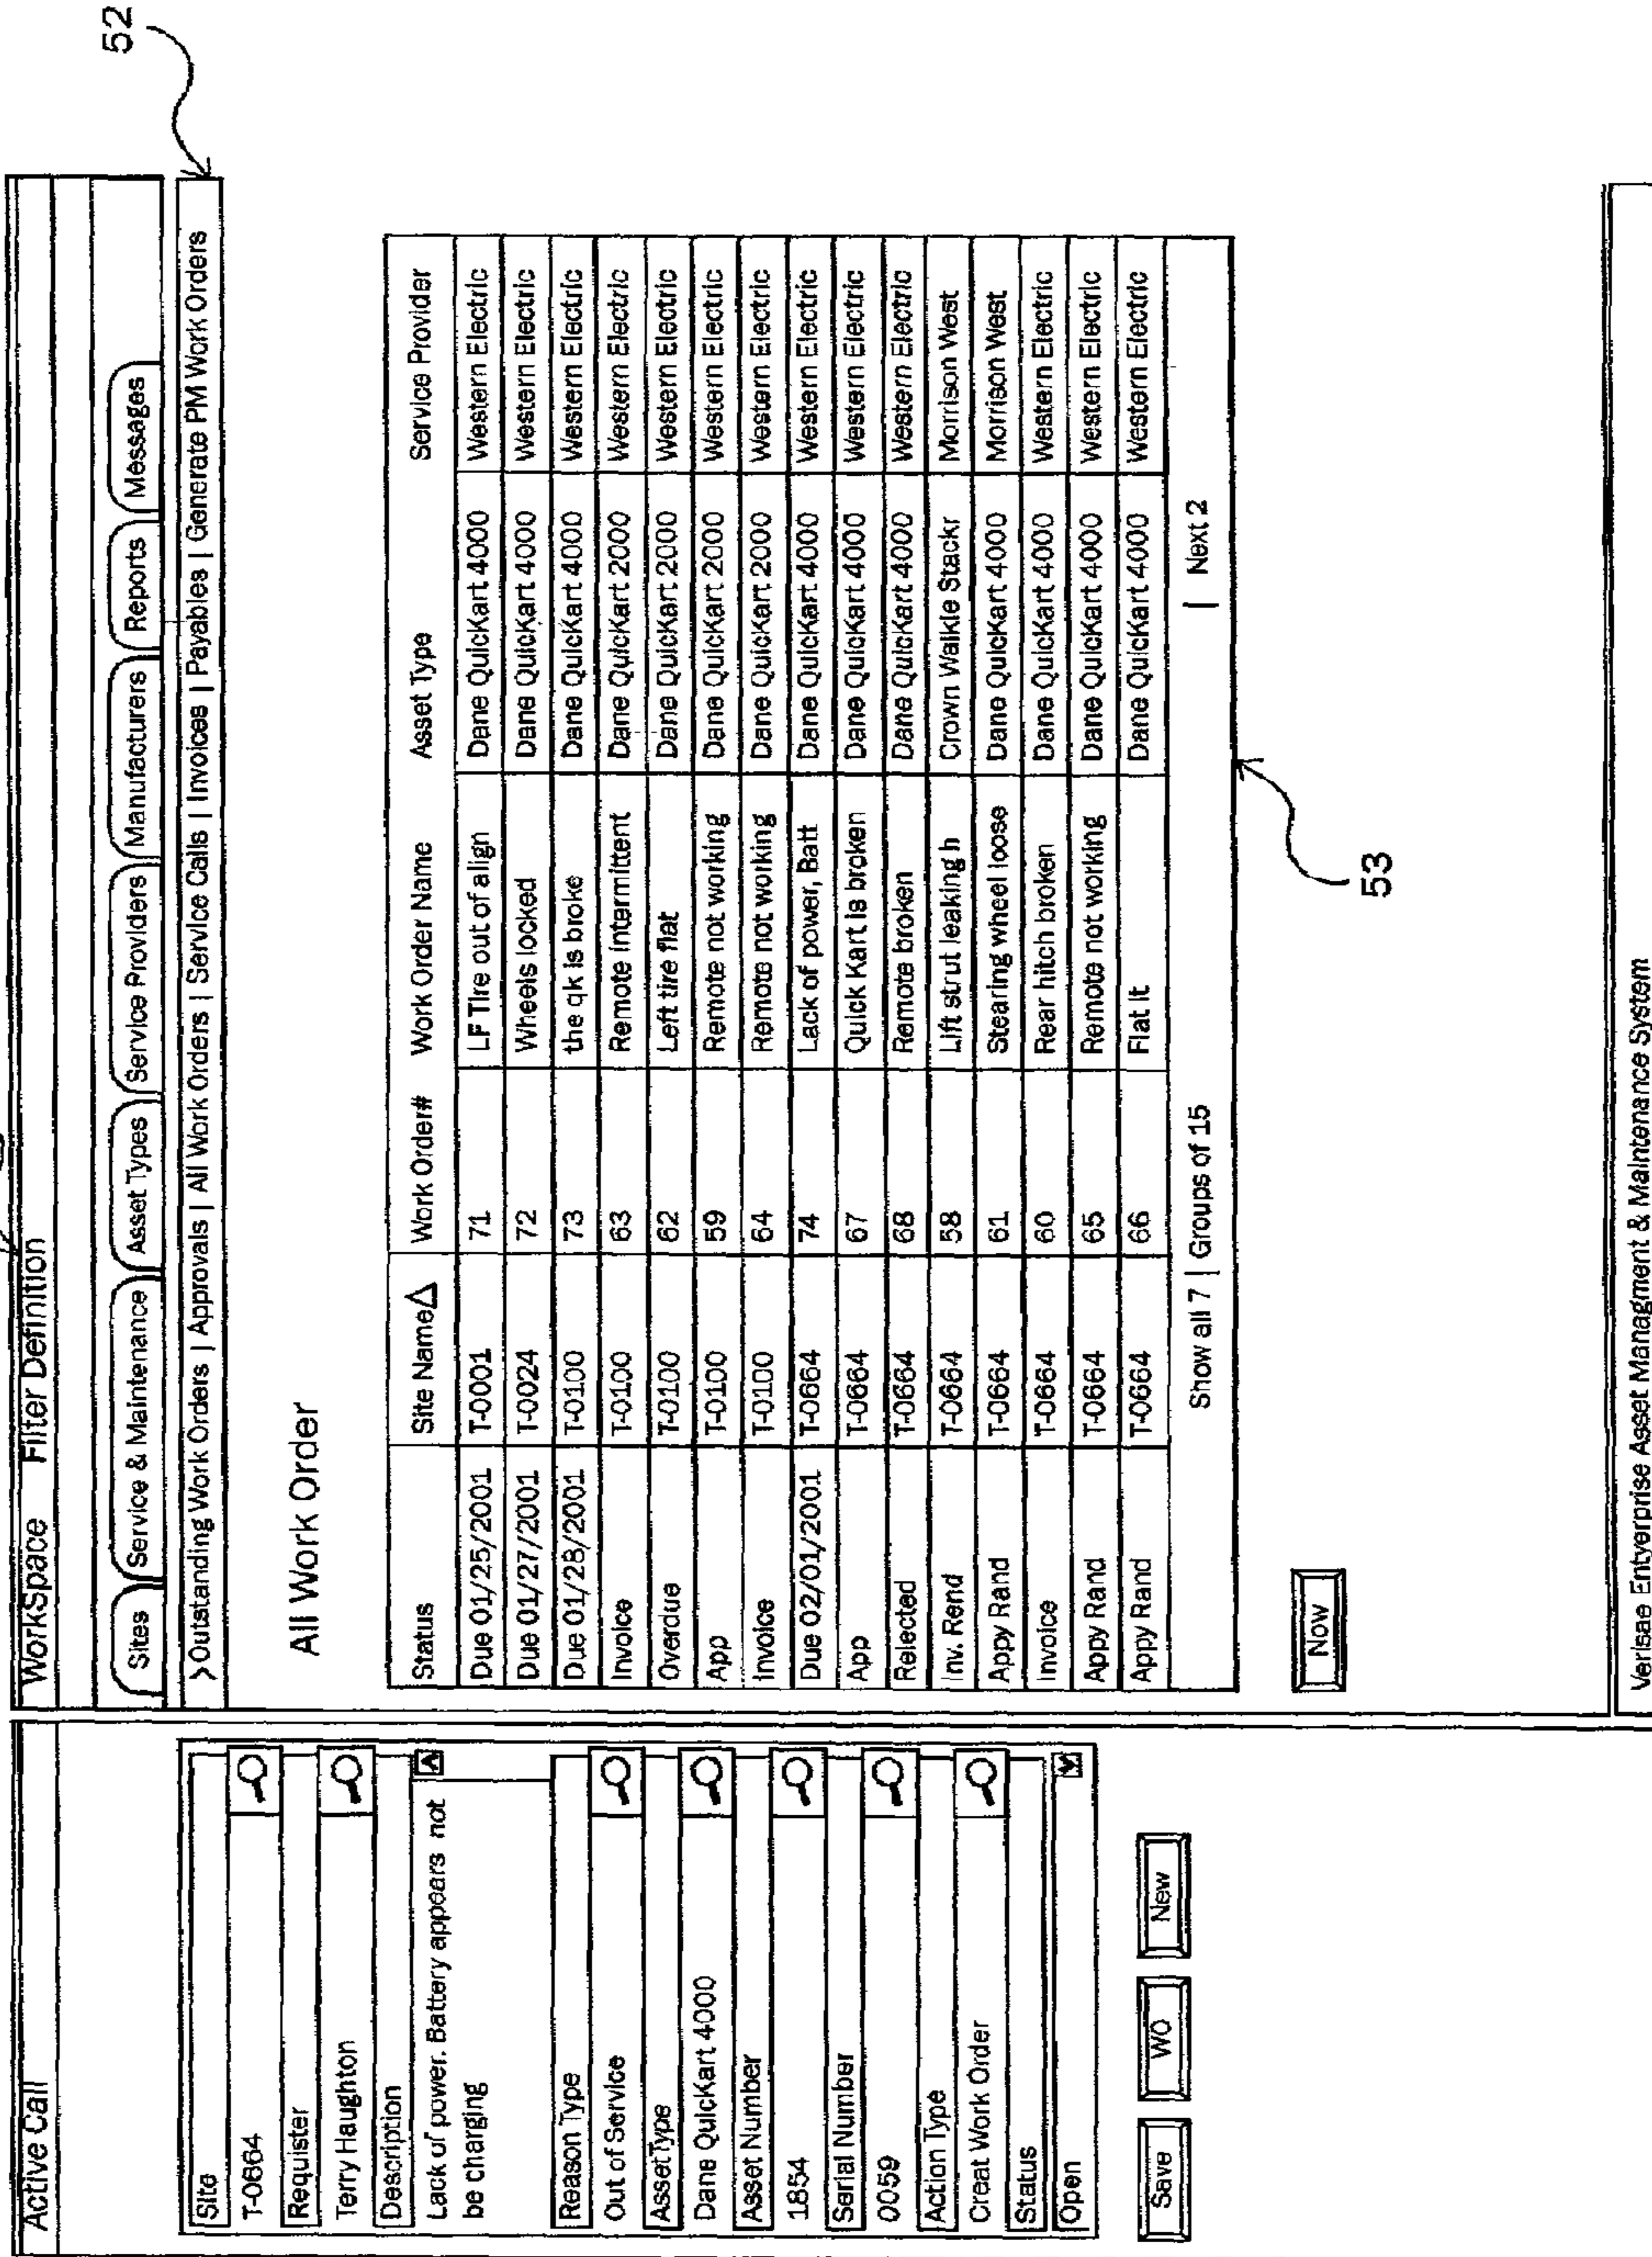 52
Active Call
WorkSpace Filter Definition
Sites Service & Maintenance Asset Types Service Providers Manufacturers Reports Messages
>Outstanding Work Orders | Approvals | All Work Orders | Service Calls | Invoices | Payables | Generate PM Work Orders
Site
T-0664
Requister
Terry Haughton
Description
Lack of power. Battery appears not
be charging
Reason Type
Out of Service
Asset Type
Dane QuicKart 4000
Asset Number
1854
Serial Number
0059
Action Type
Creat Work Order
Status
Open
Save WO New
All Work Order
Status Site Name△ Work Order# Work Order Name Asset Type Service Provider
Due 01/25/2001 T-0001 71 LF Tire out of align Dane QuicKart 4000 Western Electric
Due 01/27/2001 T-0024 72 Wheels locked Dane QuicKart 4000 Western Electric
Due 01/28/2001 T-0100 73 the qk is broke Dane QuicKart 4000 Western Electric
Invoice T-0100 63 Remote intermittent Dane QuicKart 2000 Western Electric
Overdue T-0100 62 Left tire flat Dane QuicKart 2000 Western Electric
App T-0100 59 Remote not working Dane QuicKart 2000 Western Electric
Invoice T-0100 64 Remote not working Dane QuicKart 2000 Western Electric
Due 02/01/2001 T-0664 74 Lack of power, Batt Dane QuicKart 4000 Western Electric
App T-0664 67 Quick Kart is broken Dane QuicKart 4000 Western Electric
Relected T-0664 68 Remote broken Dane QuicKart 4000 Western Electric
Inv. Rend T-0664 58 Lift strut leaking h Crown Walkle Stackr Morrison West
Appy Rand T-0664 61 Stearing wheel loose Dane QuicKart 4000 Morrison West
Invoice T-0664 60 Rear hitch broken Dane QuicKart 4000 Western Electric
Appy Rand T-0664 65 Remote not working Dane QuicKart 4000 Western Electric
Appy Rand T-0664 66 Flat lt Dane QuicKart 4000 Western Electric
Show all 7 | Groups of 15 | Next 2
53
Now
Verisae Entyerprise Asset Managment & Maintenance System